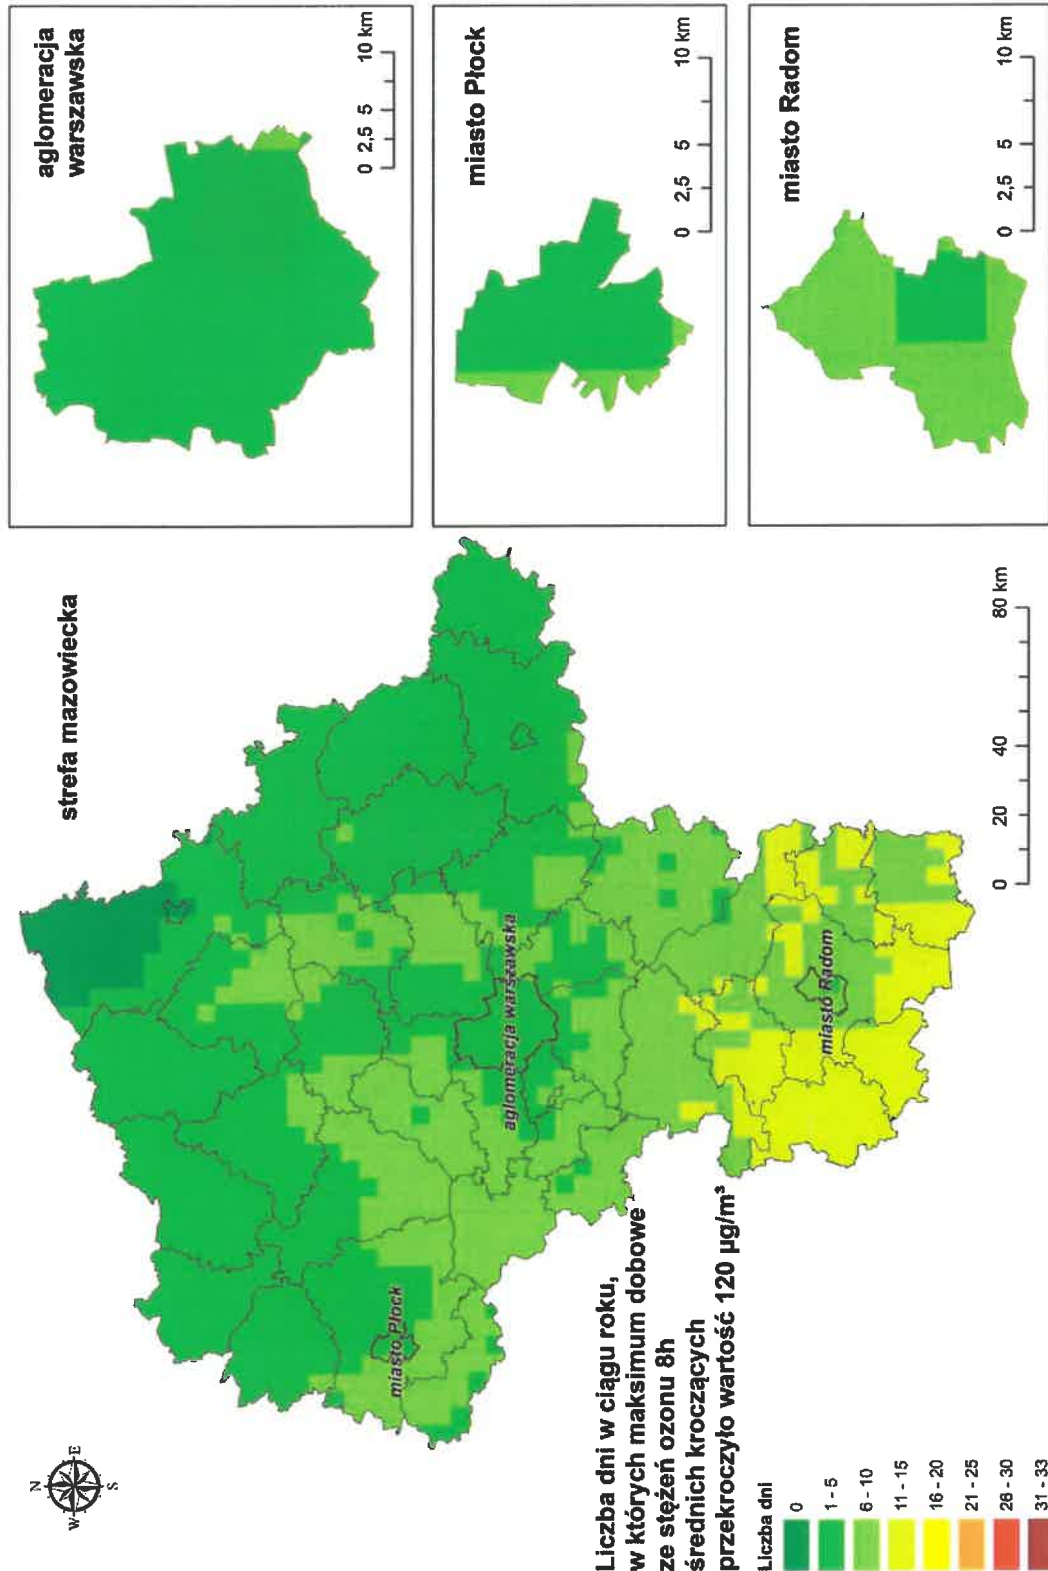 N
W
E
S
strefa mazowiecka
miasto Płock
aglomeracja warszawska
miasto Radom
0 20 40 80 km
Liczba dni w ciągu roku,
w których maksimum dobowe
ze stężeń ozonu 8h
średnich kroczących
przekroczyło wartość 120 µg/m³
Liczba dni
0
1 - 5
6 - 10
11 - 15
16 - 20
21 - 25
26 - 30
31 - 33
aglomeracja
warszawska
0 2,5 5 10 km
miasto Płock
0 2,5 5 10 km
miasto Radom
0 2,5 5 10 km